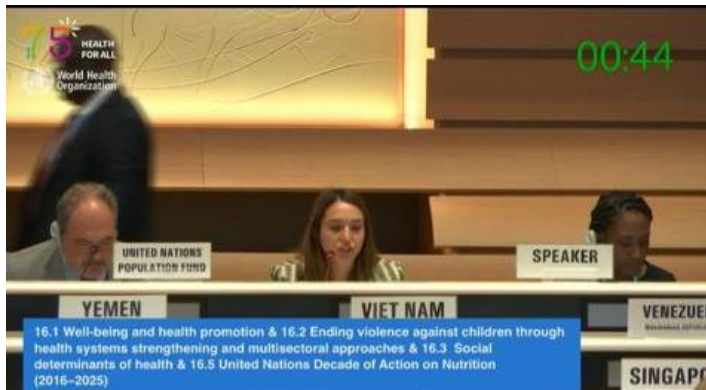 75
HEALTH
FOR ALL
World Health
Organization
00:44
UNITED NATIONS
POPULATION FUND
SPEAKER
YEMEN
VIET NAM
VENEZUE
SINGAPO
16.1 Well-being and health promotion & 16.2 Ending violence against children through
health systems strengthening and multisectoral approaches & 16.3 Social
determinants of health & 16.5 United Nations Decade of Action on Nutrition
(2016–2025)